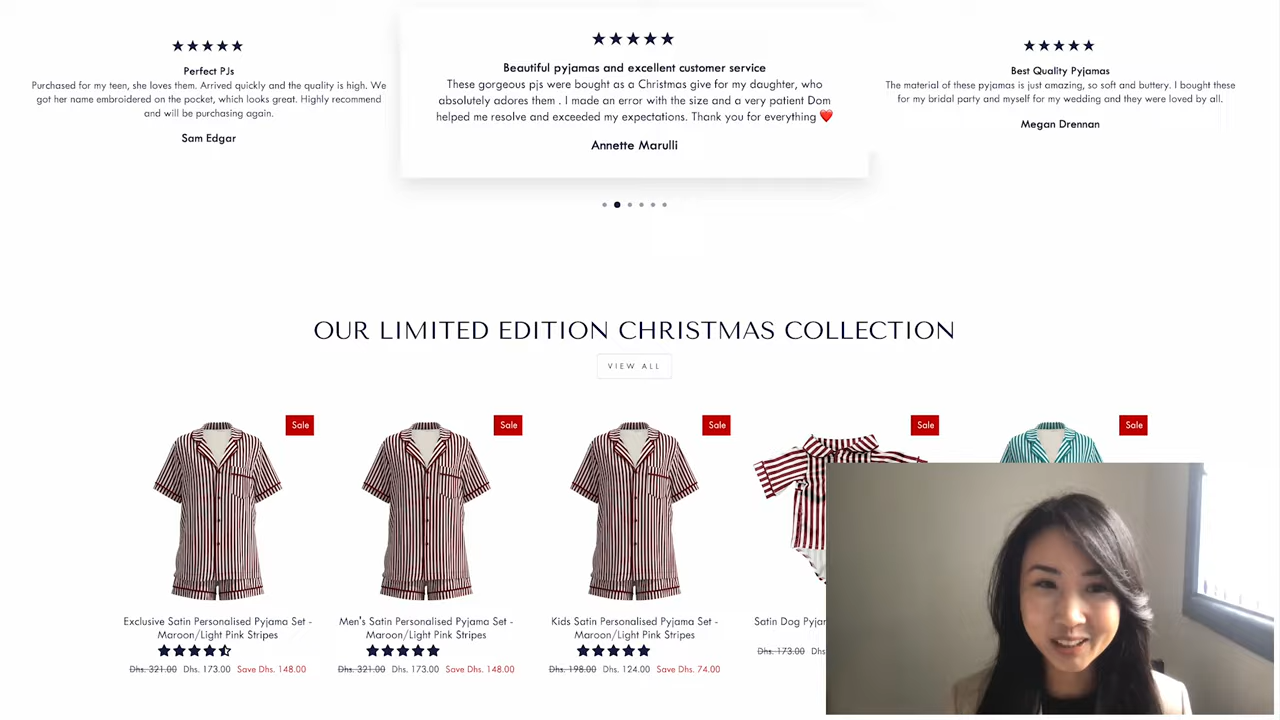 Perfect PJs
Purchased for my teen, she loves them. Arrived quickly and the quality is high. We
got her name embroidered on the pocket, which looks great. Highly recommend
and will be purchasing again.
Sam Edgar
Beautiful pyjamas and excellent customer service
These gorgeous pjs were bought as a Christmas give for my daughter, who
absolutely adores them . I made an error with the size and a very patient Dom
helped me resolve and exceeded my expectations. Thank you for everything ❤️
Annette Marulli
Best Quality Pyjamas
The material of these pyjamas is just amazing, so soft and buttery. I bought these
for my bridal party and myself for my wedding and they were loved by all.
Megan Drennan
OUR LIMITED EDITION CHRISTMAS COLLECTION
VIEW ALL
Sale
Sale
Sale
Sale
Sale
Exclusive Satin Personalised Pyjama Set -
Maroon/Light Pink Stripes
Dhs. 321.00 Dhs. 173.00 Save Dhs. 148.00
Men's Satin Personalised Pyjama Set -
Maroon/Light Pink Stripes
Dhs. 321.00 Dhs. 173.00 Save Dhs. 148.00
Kids Satin Personalised Pyjama Set -
Maroon/Light Pink Stripes
Dhs. 198.00 Dhs. 124.00 Save Dhs. 74.00
Satin Dog Pyjar
Dhs. 173.00 Dhs